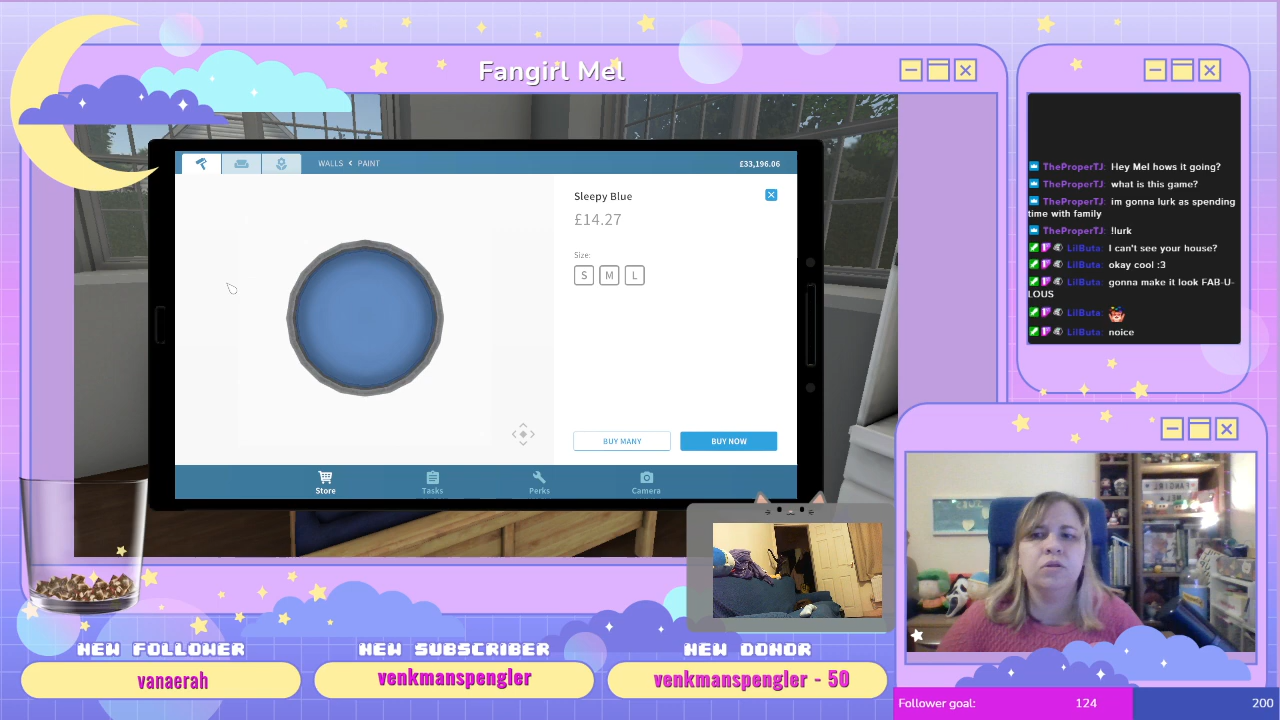 Fangirl Mel
WALLS < PAINT
£33,196.06
Sleepy Blue
£14.27
Size:
S M L
BUY MANY
BUY NOW
Store
Tasks
Perks
Camera
TheProperTJ: Hey Mel hows it going?
TheProperTJ: what is this game?
TheProperTJ: im gonna lurk as spending
time with family
TheProperTJ: !lurk
LilButa: I can't see your house?
LilButa: okay cool :3
LilButa: gonna make it look FAB-U-
LOUS
LilButa:
LilButa: noice
NEW FOLLOWER
vanaerah
NEW SUBSCRIBER
venkmanspengler
NEW DONOR
venkmanspengler - 50
Follower goal:
124
200